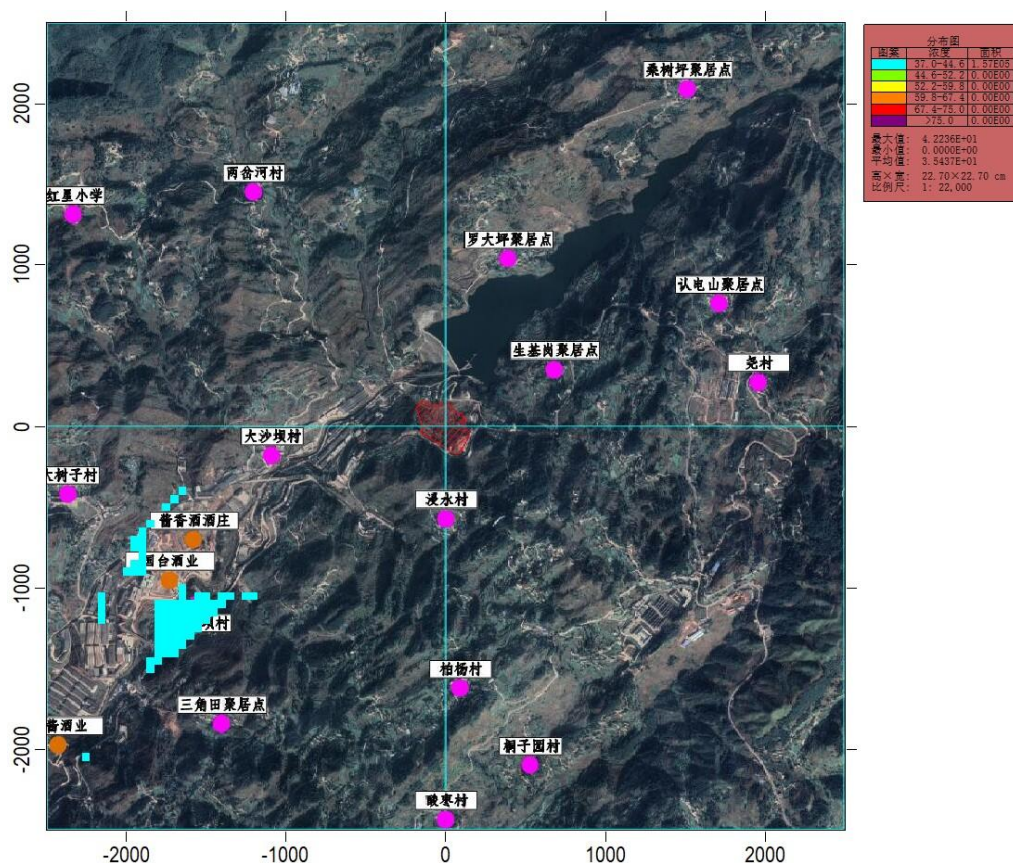 桑树坪聚居点
两岔河村
红星小学
罗大坪聚居点
认屯山聚居点
生基岗聚居点
尧村
大沙坝村
大树子村
浸水村
酱香酒酒庄
国台酒业
坝村
柏杨村
三角田聚居点
酱酒业
桐子园村
酸枣村
2000
1000
0
-1000
-2000
-2000
-1000
0
1000
2000
分布图
图案 浓度 面积
37.0-44.6 1.57E05
44.6-52.2 0.00E00
52.2-59.8 0.00E00
59.8-67.4 0.00E00
67.4-75.0 0.00E00
>75.0 0.00E00
最大值: 4.2236E+01
最小值: 0.0000E+00
平均值: 3.5437E+01
高×宽: 22.70×22.70 cm
比例尺: 1: 22,000